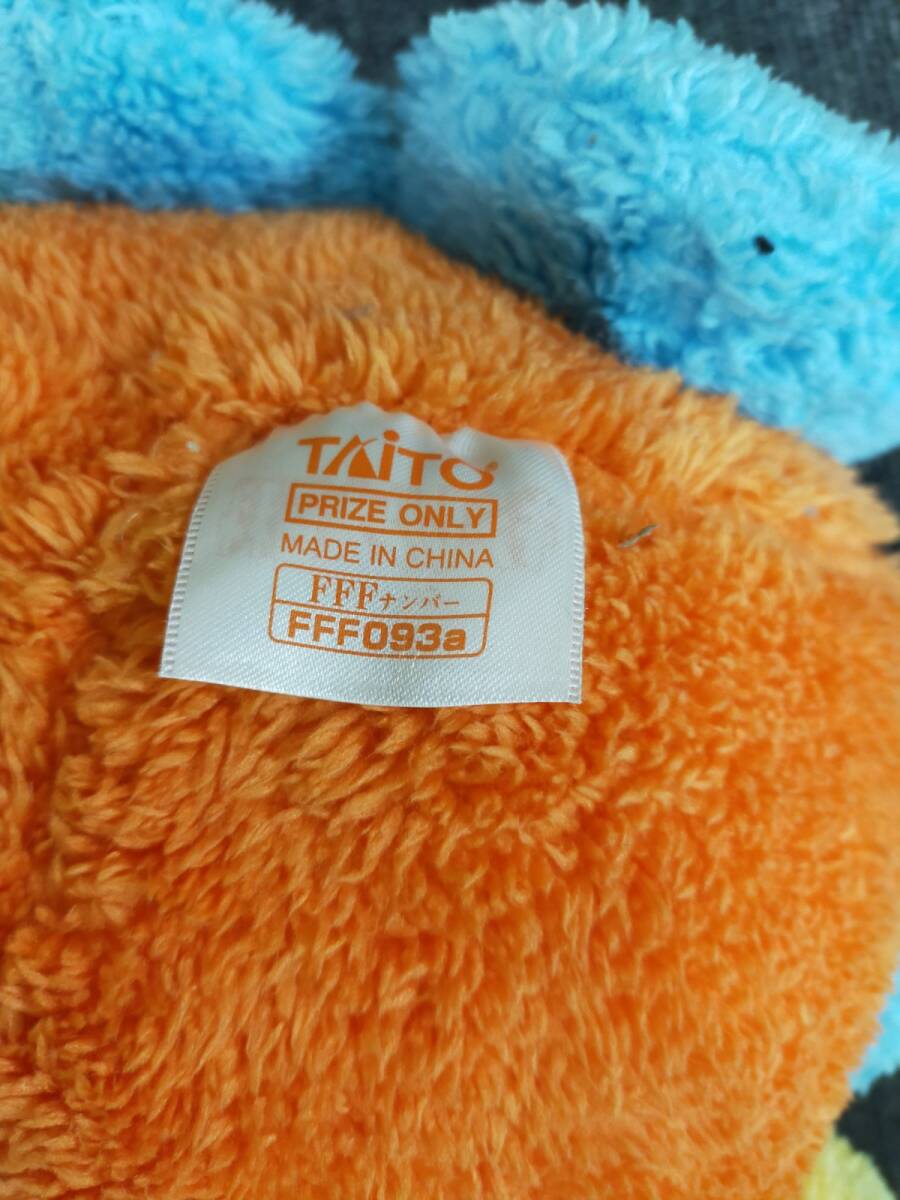 TAiTO
PRIZE ONLY
MADE IN CHINA
FFFナンバー
FFF093a